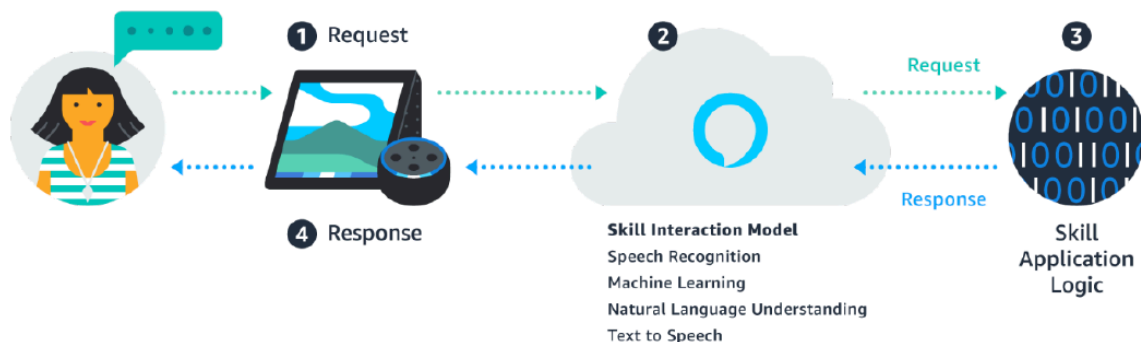 1 Request
2
3
Request
Response
4 Response
Skill Interaction Model
Speech Recognition
Machine Learning
Natural Language Understanding
Text to Speech
Skill
Application
Logic